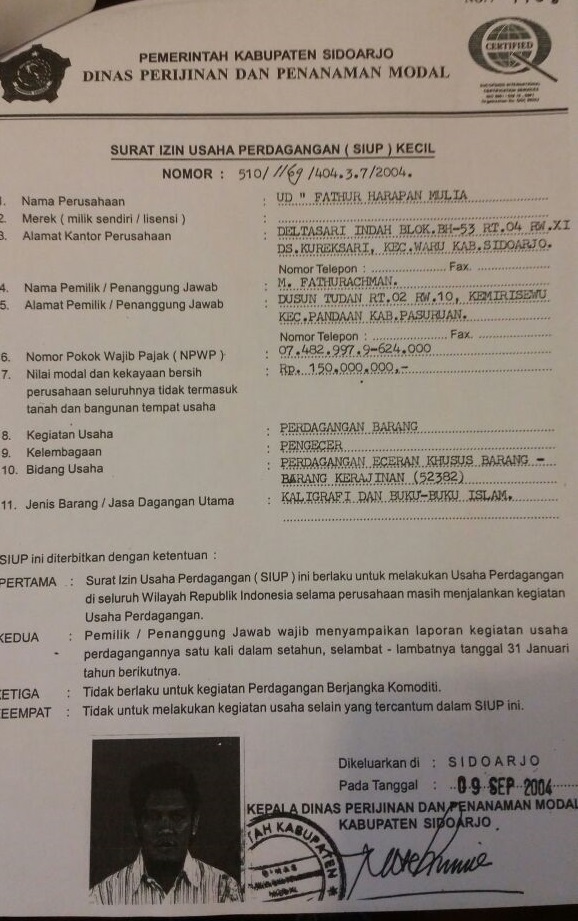 PEMERINTAH KABUPATEN SIDOARJO
DINAS PERIJINAN DAN PENANAMAN MODAL
CERTIFIED
SURAT IZIN USAHA PERDAGANGAN ( SIUP ) KECIL
NOMOR : 510/1169/404.3.7/2004.
1. Nama Perusahaan : UD " FATHUR HARAPAN MULIA
2. Merek ( milik sendiri / lisensi ) :
3. Alamat Kantor Perusahaan : DELTASARI INDAH BLOK.BH-53 RT.04 RW.XI
DS.KUREKSARI, KEC.WARU KAB.SIDOARJO.
Nomor Telepon : Fax.
4. Nama Pemilik / Penanggung Jawab : M. FATHURACHMAN.
5. Alamat Pemilik / Penanggung Jawab : DUSUN TUDAN RT.02 RW.10, KEMIRISEWU
KEC.PANDAAN KAB.PASURUAN.
Nomor Telepon : Fax.
6. Nomor Pokok Wajib Pajak ( NPWP ) : 07.482.997.9-624.000
7. Nilai modal dan kekayaan bersih : Rp. 150.000.000,-
perusahaan seluruhnya tidak termasuk
tanah dan bangunan tempat usaha
8. Kegiatan Usaha : PERDAGANGAN BARANG
9. Kelembagaan : PENGECER
10. Bidang Usaha : PERDAGANGAN ECERAN KHUSUS BARANG -
BARANG KERAJINAN (52382)
11. Jenis Barang / Jasa Dagangan Utama : KALIGRAFI DAN BUKU-BUKU ISLAM.
SIUP ini diterbitkan dengan ketentuan :
PERTAMA : Surat Izin Usaha Perdagangan ( SIUP ) ini berlaku untuk melakukan Usaha Perdagangan
di seluruh Wilayah Republik Indonesia selama perusahaan masih menjalankan kegiatan
Usaha Perdagangan.
KEDUA : Pemilik / Penanggung Jawab wajib menyampaikan laporan kegiatan usaha
perdagangannya satu kali dalam setahun, selambat - lambatnya tanggal 31 Januari
tahun berikutnya.
KETIGA : Tidak berlaku untuk kegiatan Perdagangan Berjangka Komoditi.
KEEMPAT : Tidak untuk melakukan kegiatan usaha selain yang tercantum dalam SIUP ini.
Dikeluarkan di : SIDOARJO
Pada Tanggal : 09 SEP 2004
KEPALA DINAS PERIJINAN DAN PENANAMAN MODAL
KABUPATEN SIDOARJO
TAH KABUPATEN
DINAS